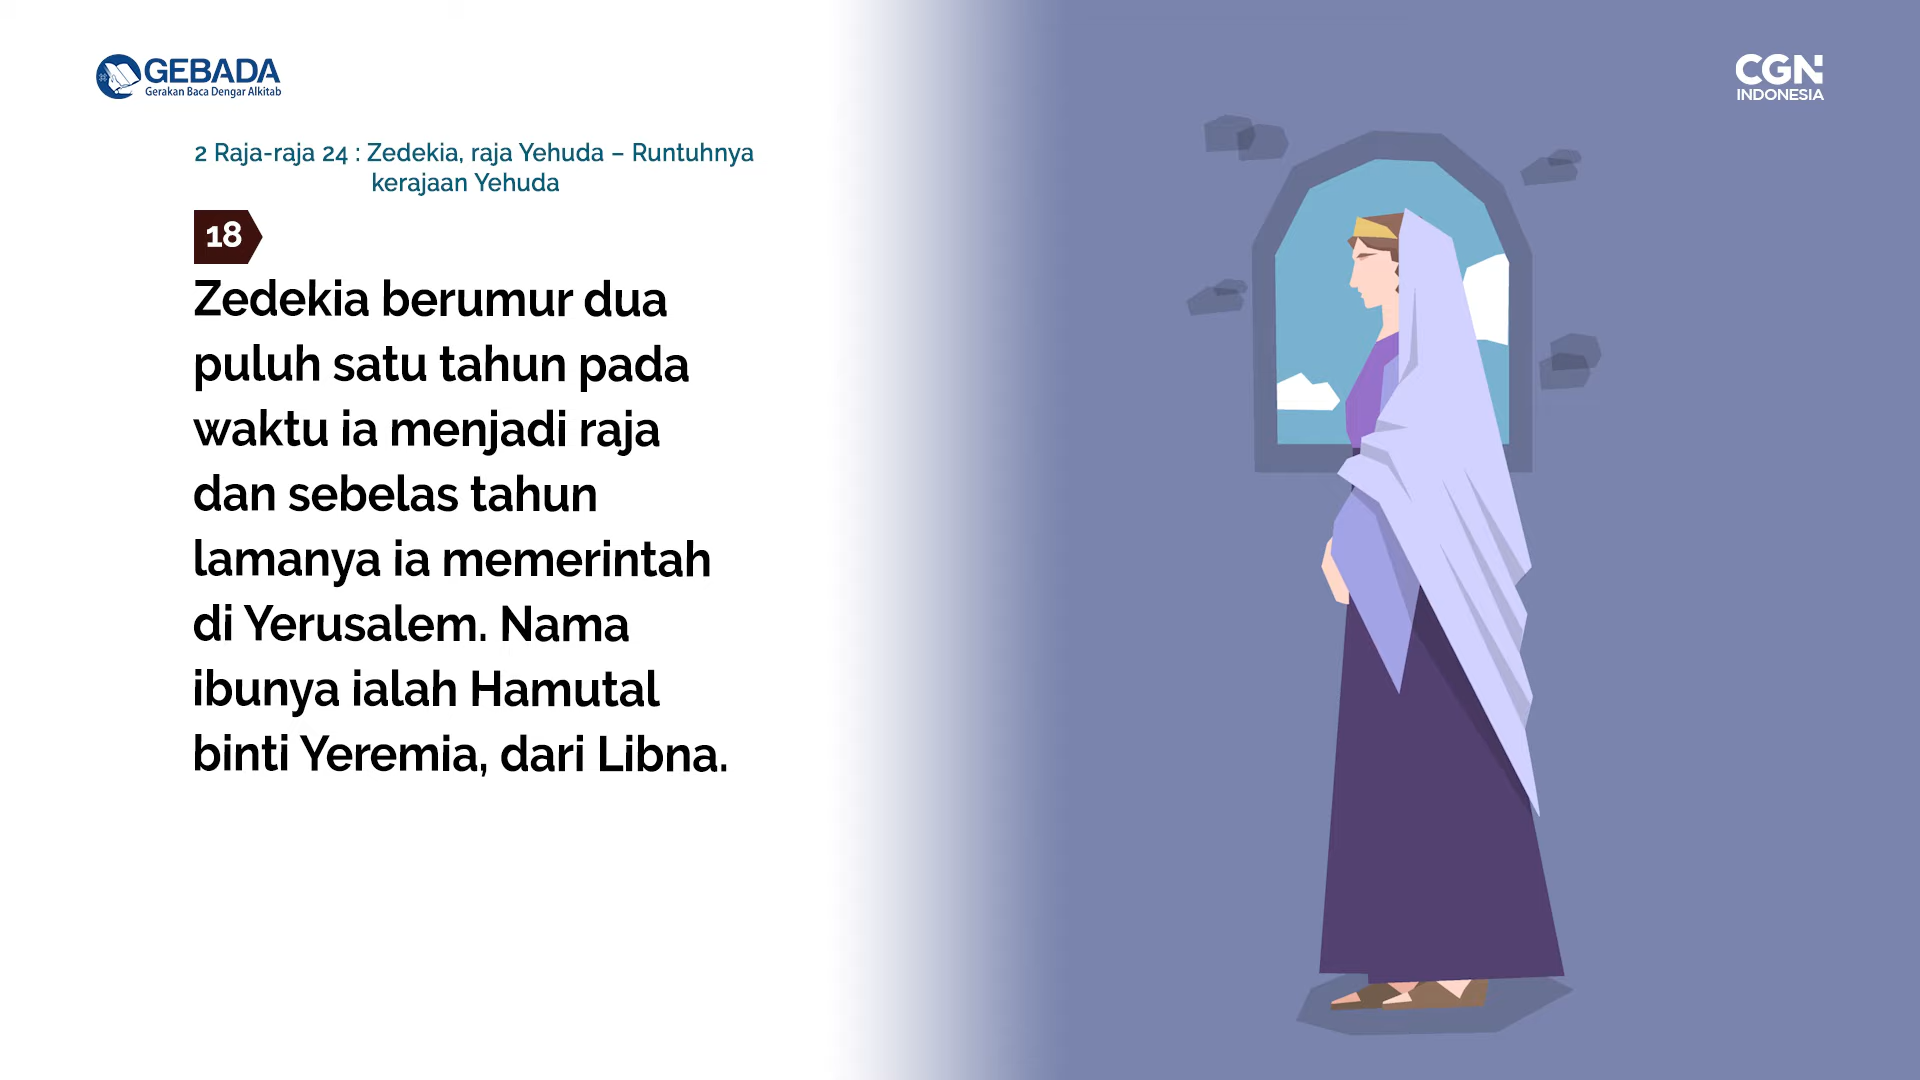 GEBADA
Gerakan Baca Dengar Alkitab
CGN
INDONESIA
2 Raja-raja 24 : Zedekia, raja Yehuda – Runtuhnya
kerajaan Yehuda
18
Zedekia berumur dua
puluh satu tahun pada
waktu ia menjadi raja
dan sebelas tahun
lamanya ia memerintah
di Yerusalem. Nama
ibunya ialah Hamutal
binti Yeremia, dari Libna.